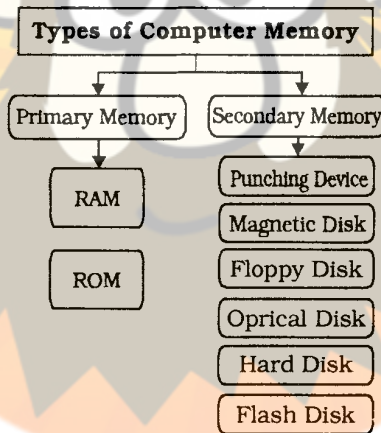 Types of Computer Memory
Primary Memory
Secondary Memory
RAM
ROM
Punching Device
Magnetic Disk
Floppy Disk
Oprical Disk
Hard Disk
Flash Disk